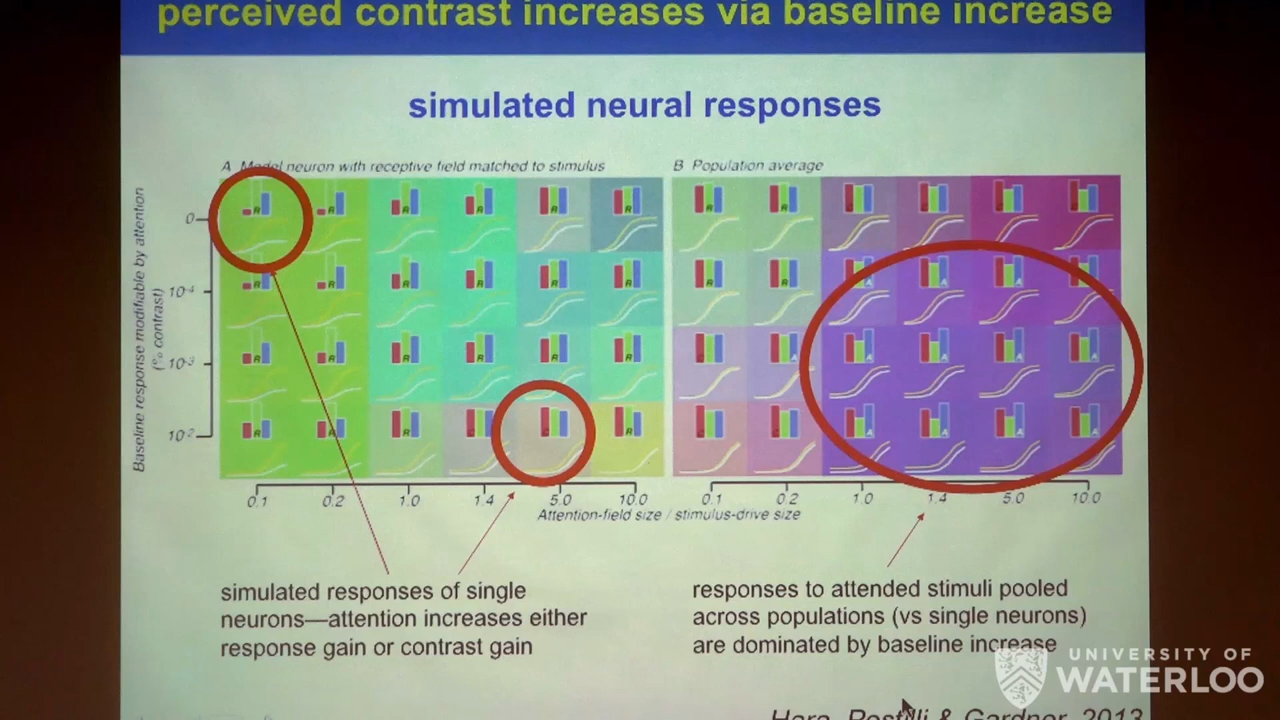 perceived contrast increases via baseline increase
simulated neural responses
A Model neuron with receptive field matched to stimulus
B Population average
Baseline response modifiable by attention
(% contrast)
0
10-4
10-3
10-2
0.1 0.2 1.0 1.4 5.0 10.0
0.1 0.2 1.0 1.4 5.0 10.0
Attention-field size / stimulus-drive size
simulated responses of single
neurons—attention increases either
response gain or contrast gain
responses to attended stimuli pooled
across populations (vs single neurons)
are dominated by baseline increase
UNIVERSITY OF
WATERLOO
& Gardner, 2013